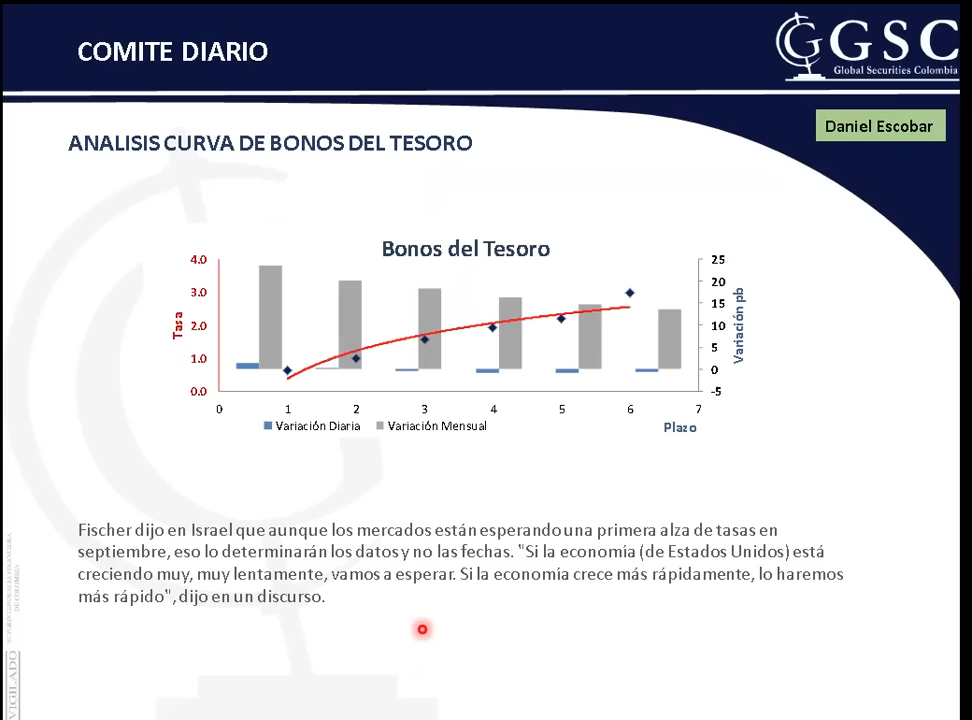 COMITE DIARIO
GSC
Global Securities Colombia
Daniel Escobar
ANALISIS CURVA DE BONOS DEL TESORO
Bonos del Tesoro
4.0
3.0
2.0
1.0
0.0
Tasa
25
20
15
10
5
0
-5
Variación pb
0 1 2 3 4 5 6 7
Variación Diaria Variación Mensual
Plazo
Fischer dijo en Israel que aunque los mercados están esperando una primera alza de tasas en
septiembre, eso lo determinarán los datos y no las fechas. "Si la economía (de Estados Unidos) está
creciendo muy, muy lentamente, vamos a esperar. Si la economía crece más rápidamente, lo haremos
más rápido", dijo en un discurso.
VIGILADO
SUPERINTENDENCIA FINANCIERA
DE COLOMBIA